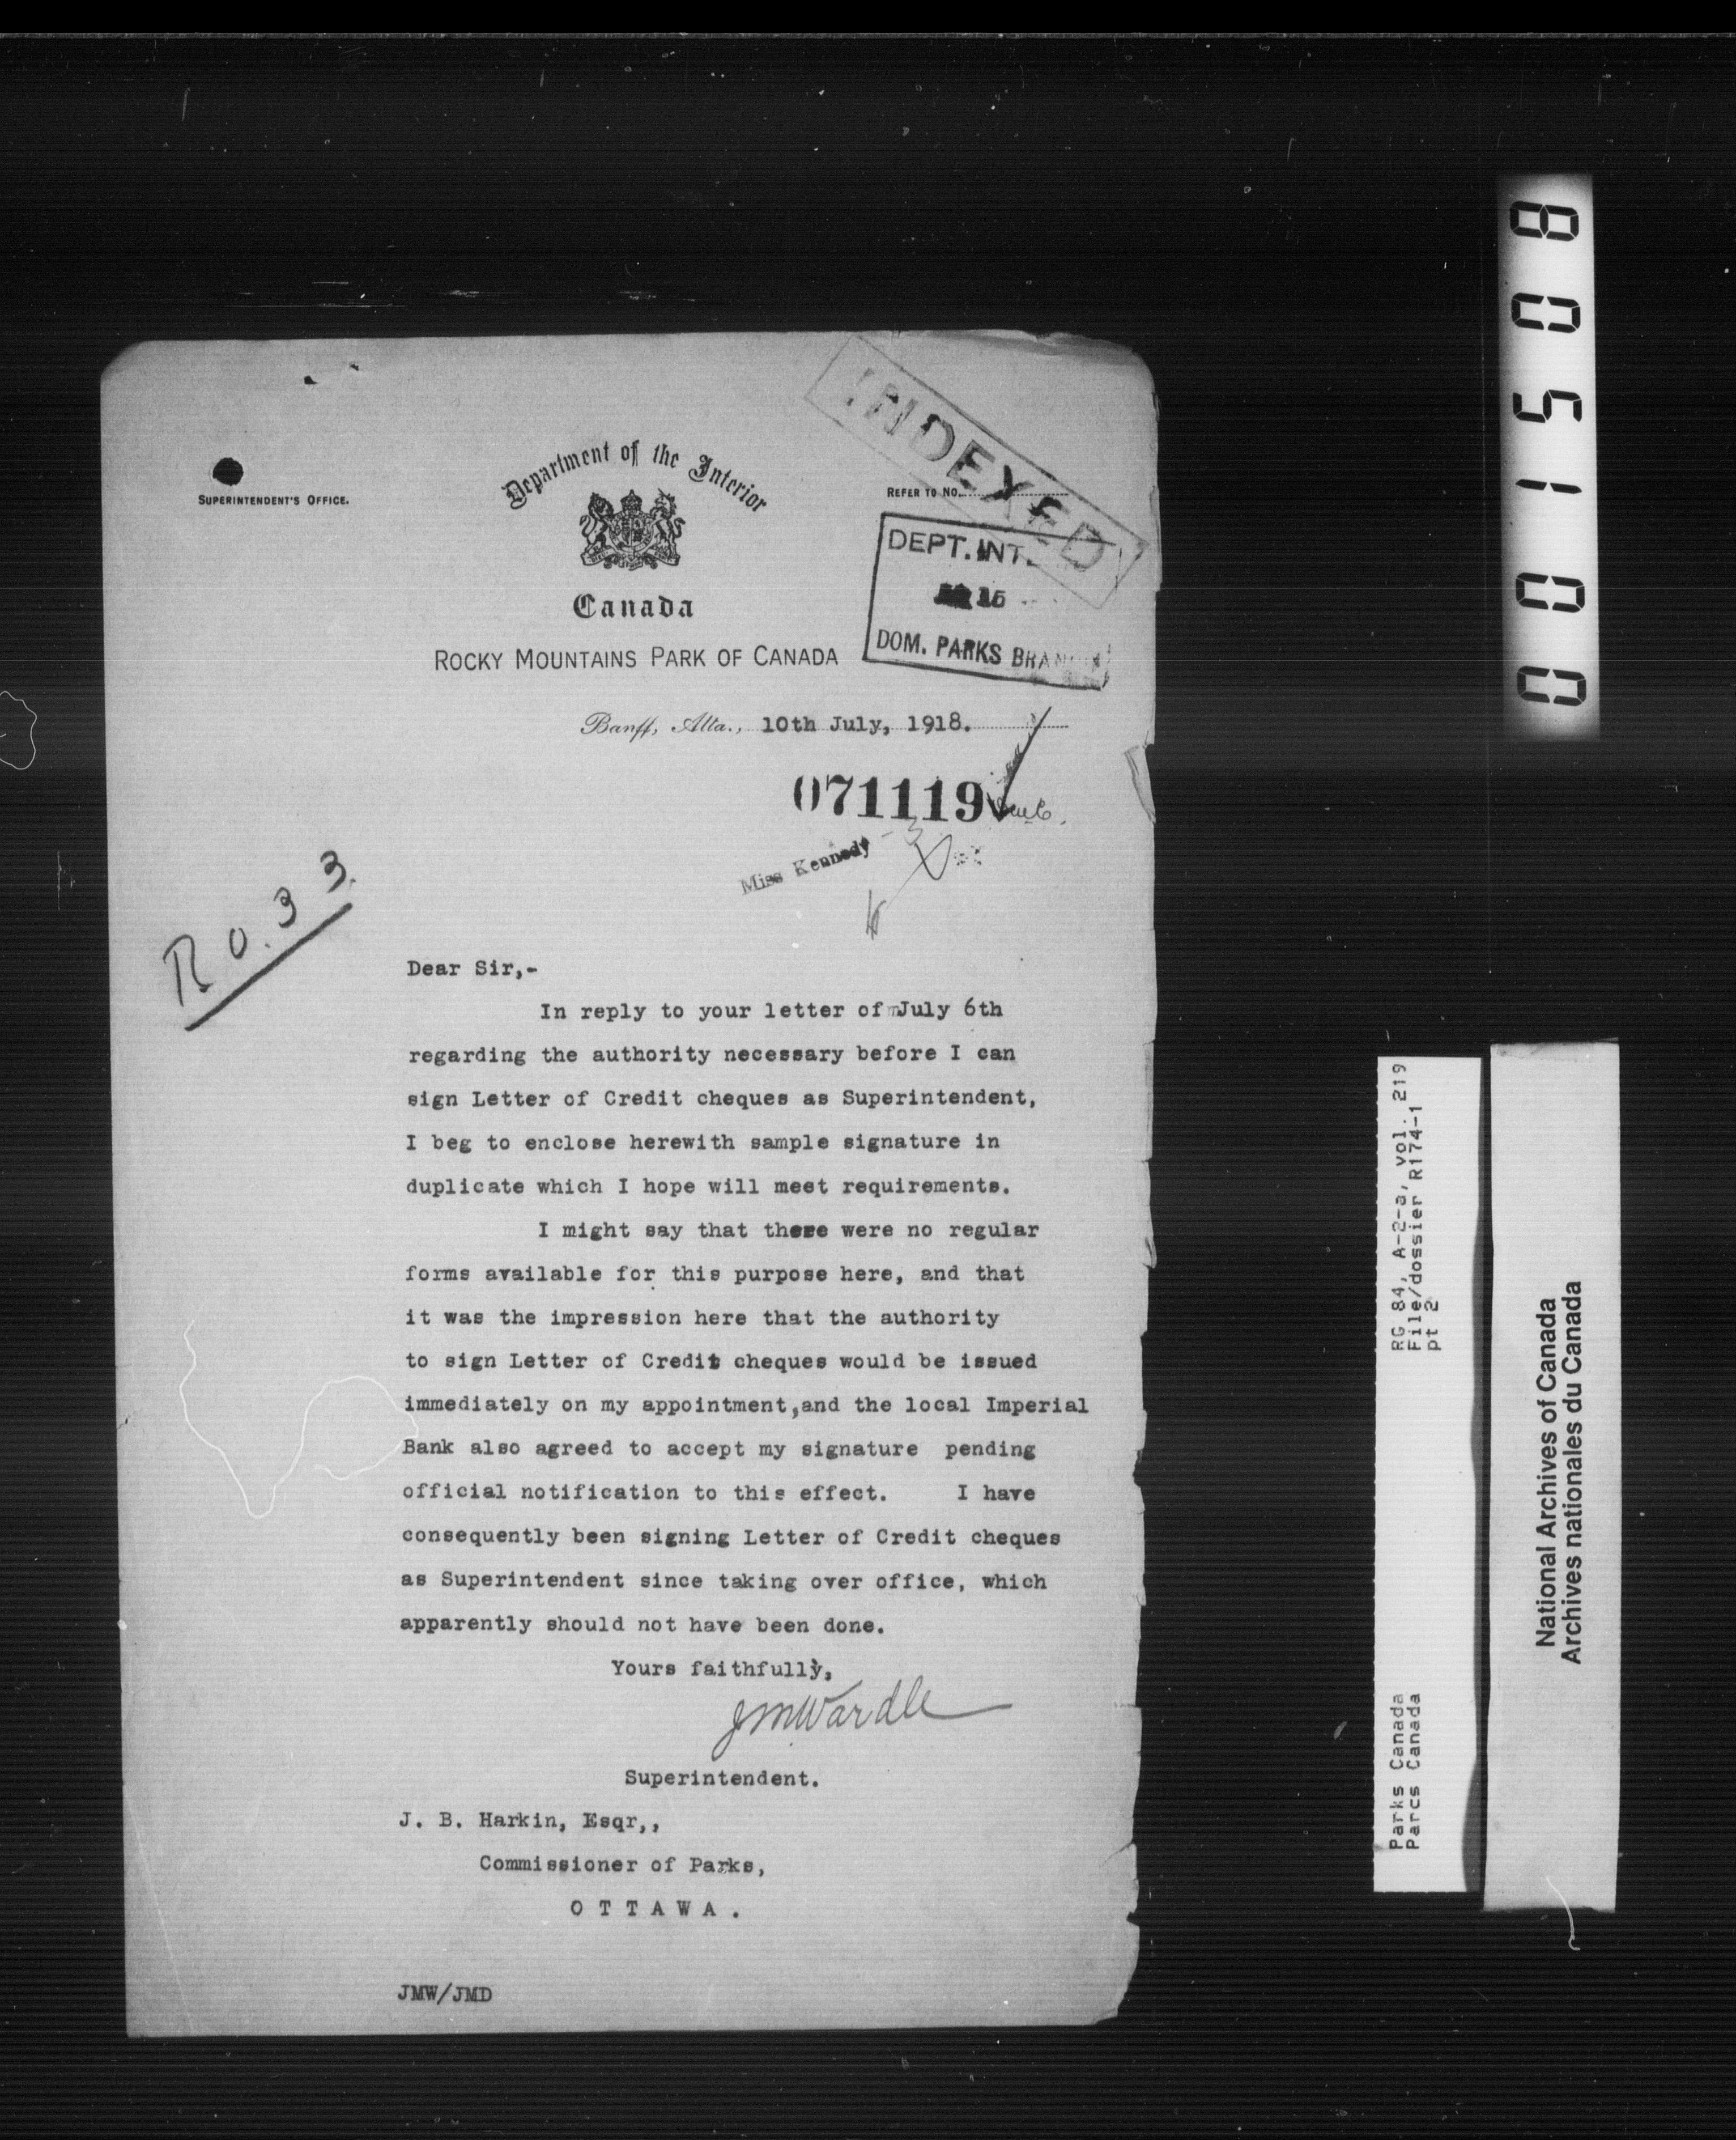 INDEXED
SUPERINTENDENT'S OFFICE.
Department of the Interior
REFER TO NO.
DEPT. INT.
15
DOM. PARKS BRANCH
Canada
ROCKY MOUNTAINS PARK OF CANADA
Banff, Alta., 10th July, 1918.
071119
Miss Kennedy
R 0.3 3.
Dear Sir,-
In reply to your letter of July 6th
regarding the authority necessary before I can
sign Letter of Credit cheques as Superintendent,
I beg to enclose herewith sample signature in
duplicate which I hope will meet requirements.
I might say that there were no regular
forms available for this purpose here, and that
it was the impression here that the authority
to sign Letter of Credit cheques would be issued
immediately on my appointment,and the local Imperial
Bank also agreed to accept my signature pending
official notification to this effect. I have
consequently been signing Letter of Credit cheques
as Superintendent since taking over office, which
apparently should not have been done.
Yours faithfully,
JMWardle
Superintendent.
J. B. Harkin, Esqr,,
Commissioner of Parks,
O T T A W A .
JMW/JMD
001508
RG 84, A-2-a, vol. 219
File/dossier R174-1
pt 2
Parks Canada
Parcs Canada
National Archives of Canada
Archives nationales du Canada